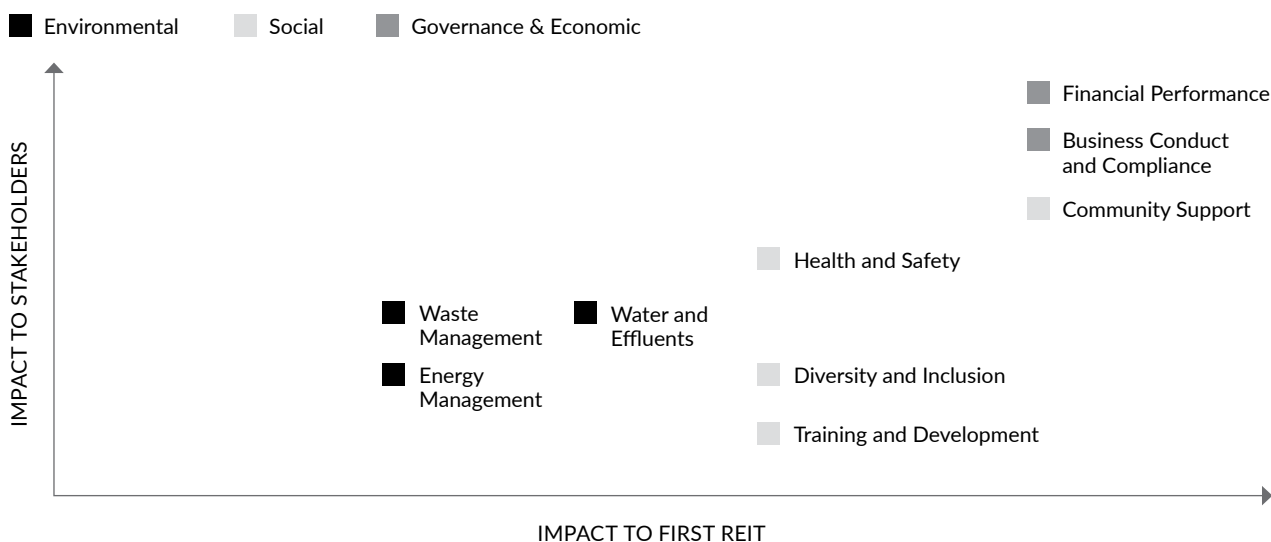 Environmental
Social
Governance & Economic
IMPACT TO STAKEHOLDERS
Financial Performance
Business Conduct
and Compliance
Community Support
Health and Safety
Waste
Management
Water and
Effluents
Energy
Management
Diversity and Inclusion
Training and Development
IMPACT TO FIRST REIT